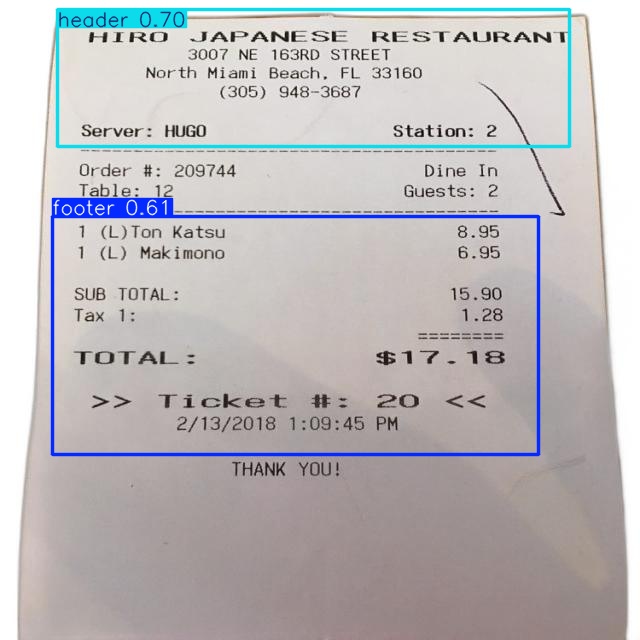 header 0.70
HIRO JAPANESE RESTAURANT
3007 NE 163RD STREET
North Miami Beach, FL 33160
(305) 948-3687
Server: HUGO Station: 2
Order #: 209744 Dine In
Table: 12 Guests: 2
footer 0.61
1 (L)Ton Katsu 8.95
1 (L) Makimono 6.95
SUB TOTAL: 15.90
Tax 1: 1.28
========
TOTAL: $17.18
>> Ticket #: 20 <<
2/13/2018 1:09:45 PM
THANK YOU!